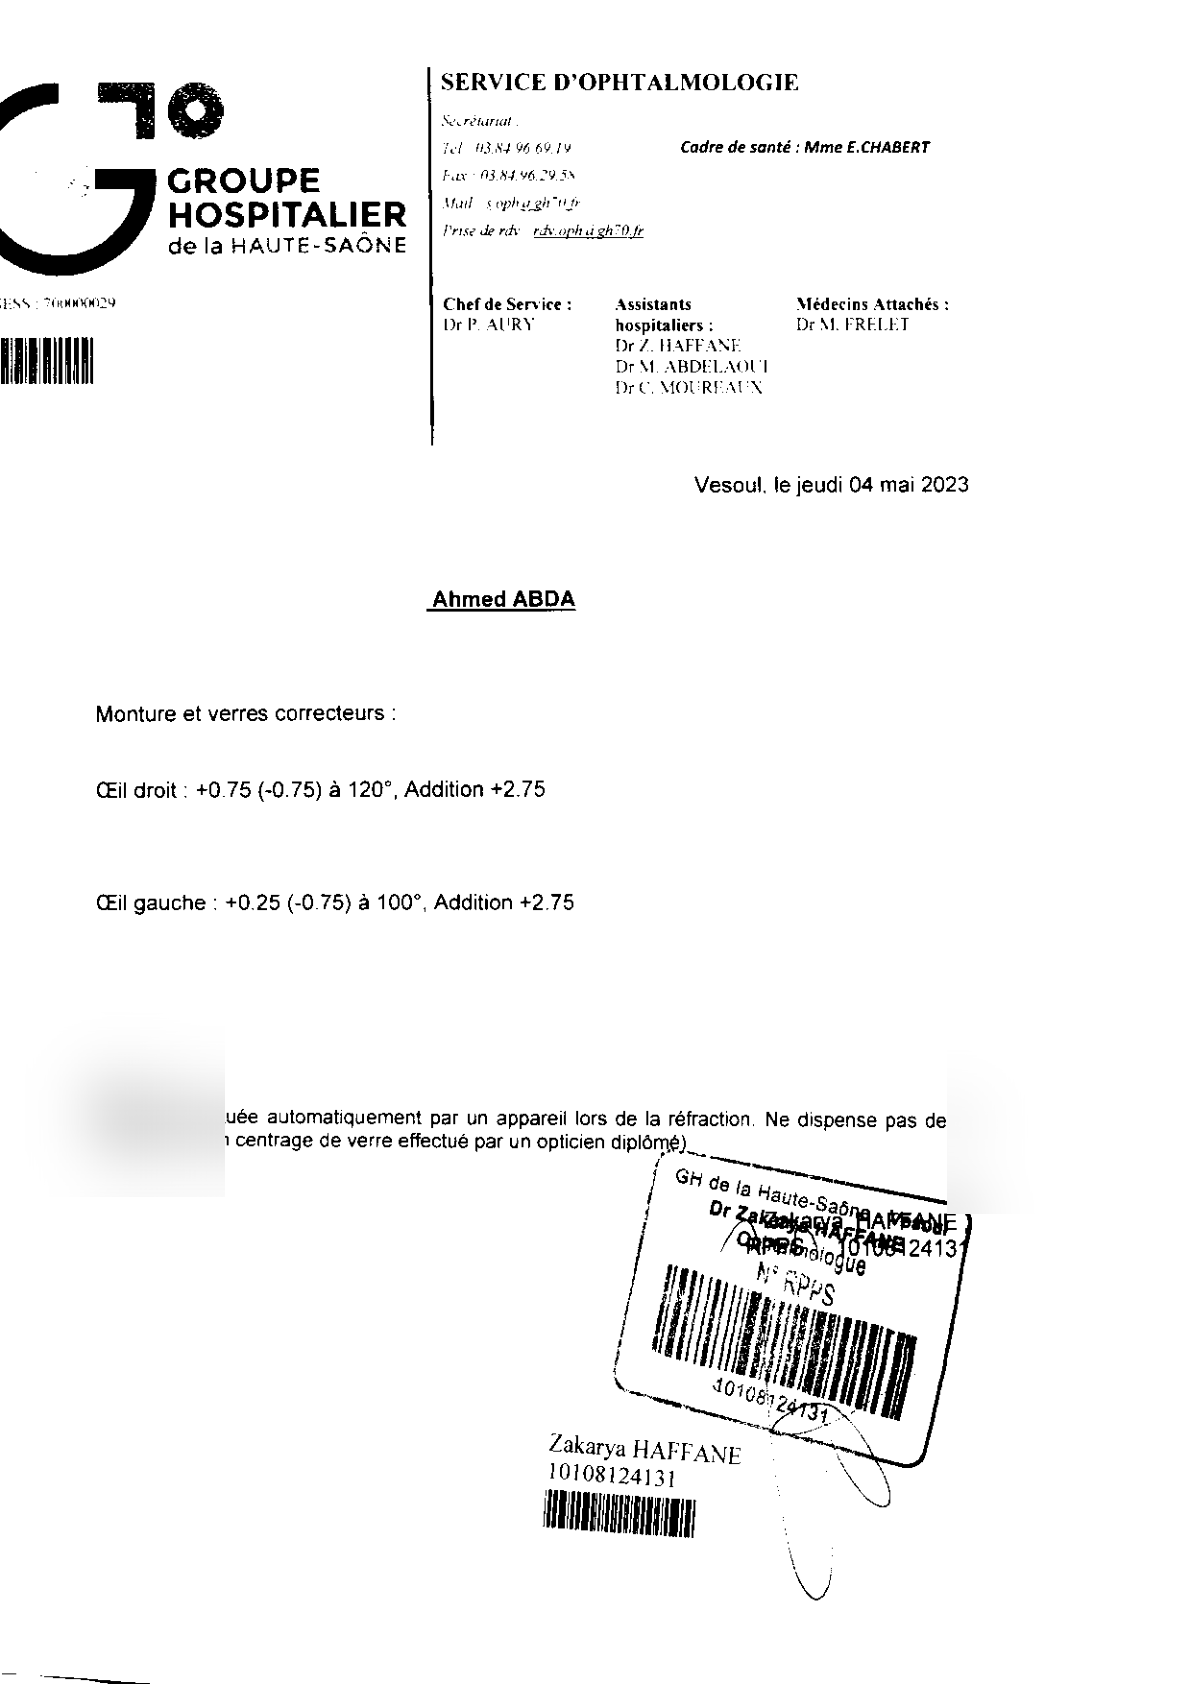 7°
GROUPE
HOSPITALIER
de la HAUTE-SAÔNE
ESS : 700000029
SERVICE D'OPHTALMOLOGIE
Secrétariat :
Tel : 03.84.96.69.19
Cadre de santé : Mme E.CHABERT
Fax : 03.84.96.29.58
Mail : s.oph@gh70.fr
Prise de rdv : rdv.oph@gh70.fr
Chef de Service :
Dr P. AURY
Assistants
hospitaliers :
Dr Z. HAFFANE
Dr M. ABDELAOUI
Dr C. MOUREAUX
Médecins Attachés :
Dr M. FRELET
Vesoul, le jeudi 04 mai 2023
Ahmed ABDA
Monture et verres correcteurs :
Œil droit : +0.75 (-0.75) à 120°, Addition +2.75
Œil gauche : +0.25 (-0.75) à 100°, Addition +2.75
uée automatiquement par un appareil lors de la réfraction. Ne dispense pas de
centrage de verre effectué par un opticien diplômé)
GH de la Haute-Saône
Zakarya HAFFANE
Dr Zakarya HAFFANE
RPPS 10108124131
N° RPPS
10108124131
Zakarya HAFFANE
10108124131